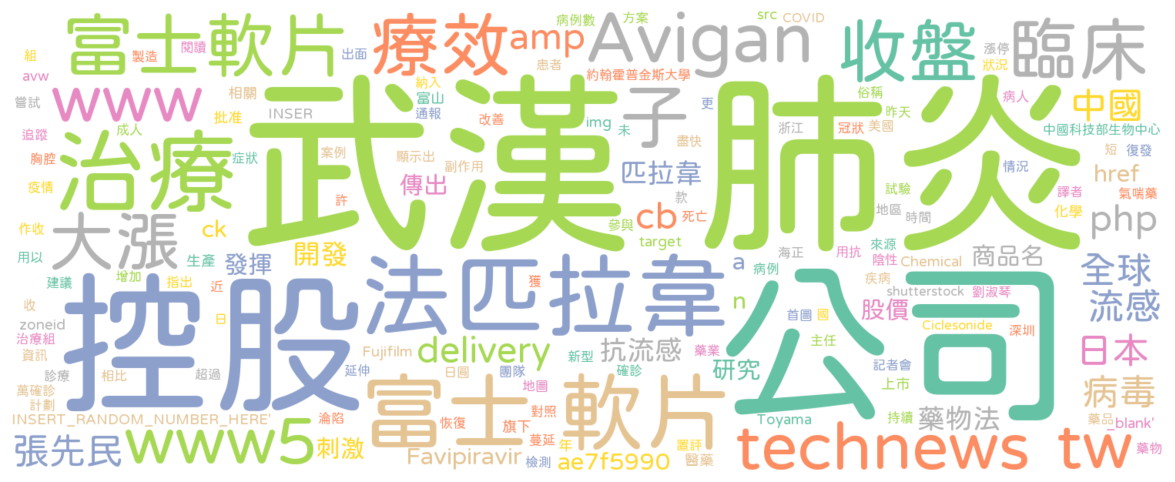 富士軟片
療效
amp
Avigan
收盤
臨床
病例數
方案
src
COVID
組
製造
閱讀
出面
患者
約翰霍普金斯大學
漲停
狀況
avw
www
嘗試
相關
批准
INSER
納入
富山
通報
改善
img
未
子
更
盡快
浙江
俗稱
昨天
冠狀
美國
病人
中國
中國科技部生物中心
追蹤
成人
胸腔
治療
症狀
武漢肺炎
案例
顯示出
副作用
傳出
匹拉韋
短
復發
情況
href
疫情
許
款
試驗
譯者
氣喘藥
作收
大漲
ck
開發
cb
死亡
參與
target
地區
時間
化學
php
用以
生產
發揮
海正
用抗
來源
陰性
Chemical
商品名
建議
增加
指出
控股
法匹拉韋
a
n
獲
病例
疾病
公司
全球
流感
收
近
日
zoneid
shutterstock
股價
劉淑琴
首圖
國
治療組
資訊
Fujifilm
delivery
抗流感
藥業
研究
Ciclesonide
深圳
日本
診療
超過
延伸
日圓
團隊
新型
確診
主任
記者會
上市
萬確診
計劃
相比
地圖
富士軟片
病毒
INSERT_RANDOM_NUMBER_HERE'
淪陷
恢復
旗下
對照
Toyama
持續
藥物法
藥品
_blank'
張先民
www5
刺激
Favipiravir
檢測
蔓延
年
ae7f5990
署評
醫藥
technews
tw
藥物